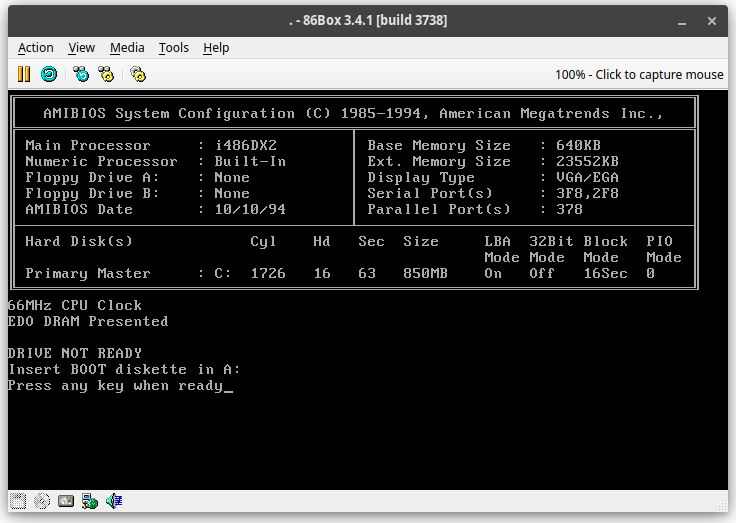 . - 86Box 3.4.1 [build 3738]
Action View Media Tools Help
100% - Click to capture mouse
AMIBIOS System Configuration (C) 1985-1994, American Megatrends Inc.,
Main Processor : i486DX2 Base Memory Size : 640KB
Numeric Processor : Built-In Ext. Memory Size : 23552KB
Floppy Drive A: : None Display Type : VGA/EGA
Floppy Drive B: : None Serial Port(s) : 3F8,2F8
AMIBIOS Date : 10/10/94 Parallel Port(s) : 378
Hard Disk(s) Cyl Hd Sec Size LBA 32Bit Block PIO
Mode Mode Mode Mode
Primary Master : C: 1726 16 63 850MB On Off 16Sec 0
66MHz CPU Clock
EDO DRAM Presented
DRIVE NOT READY
Insert BOOT diskette in A:
Press any key when ready_